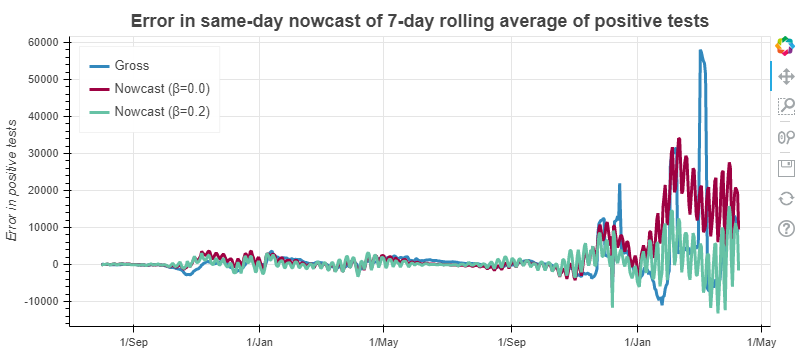 Error in same-day nowcast of 7-day rolling average of positive tests
Gross
Nowcast (β=0.0)
Nowcast (β=0.2)
Error in positive tests
60000
50000
40000
30000
20000
10000
0
-10000
1/Sep
1/Jan
1/May
1/Sep
1/Jan
1/May